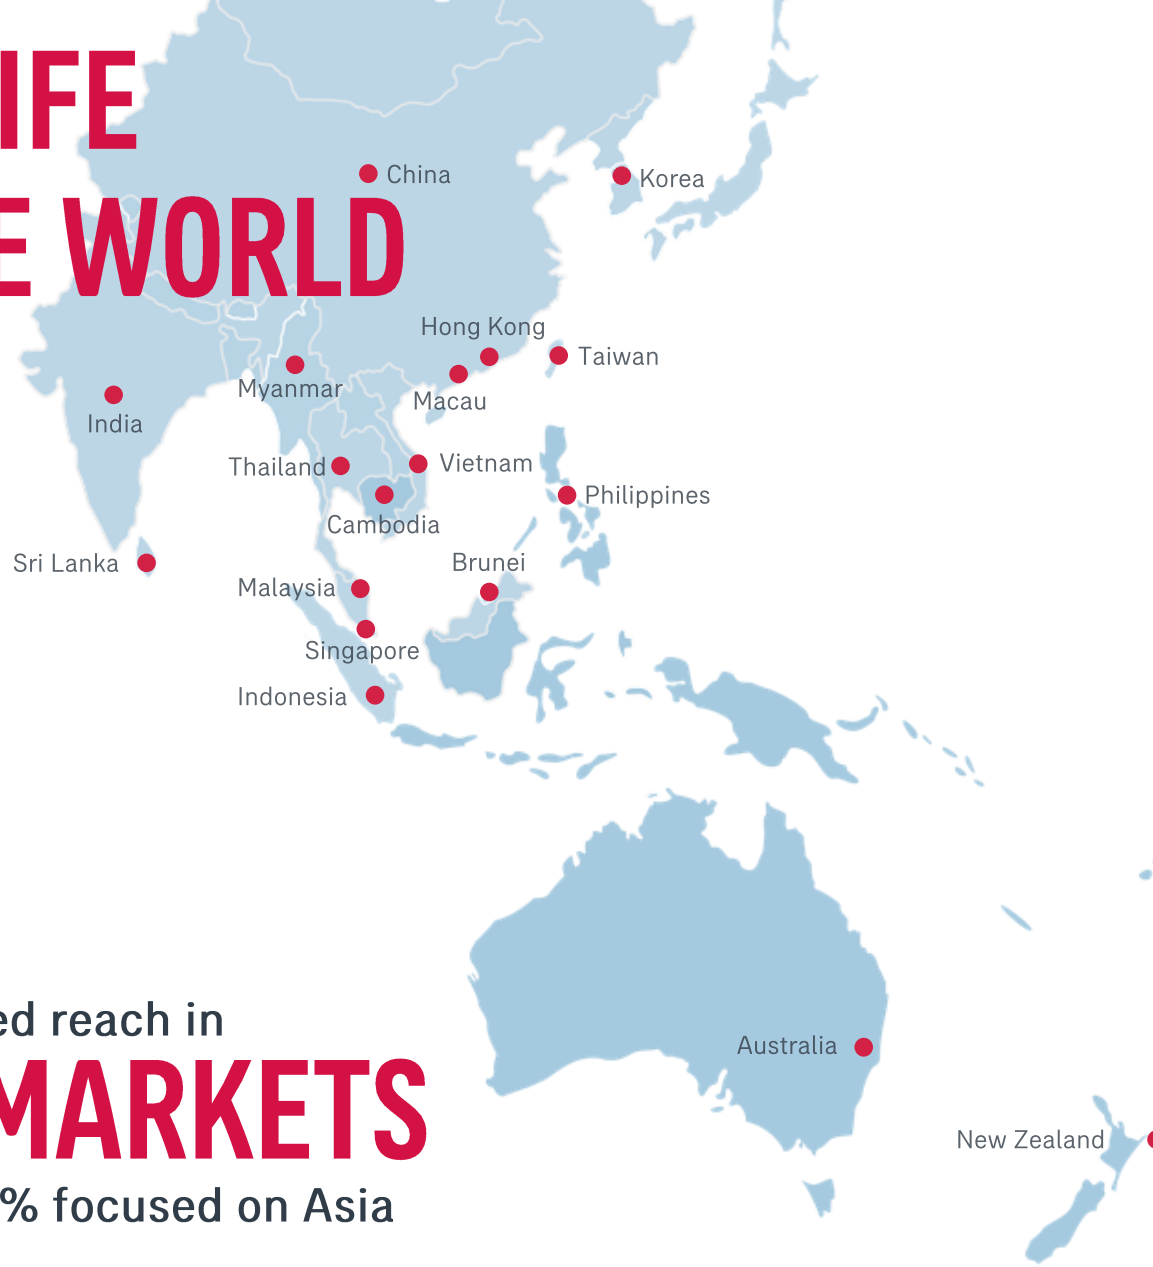 IFE
E WORLD
China
Korea
Hong Kong
Taiwan
Macau
Myanmar
India
Thailand
Vietnam
Philippines
Cambodia
Sri Lanka
Brunei
Malaysia
Singapore
Indonesia
Australia
New Zealand
ed reach in
MARKETS
% focused on Asia